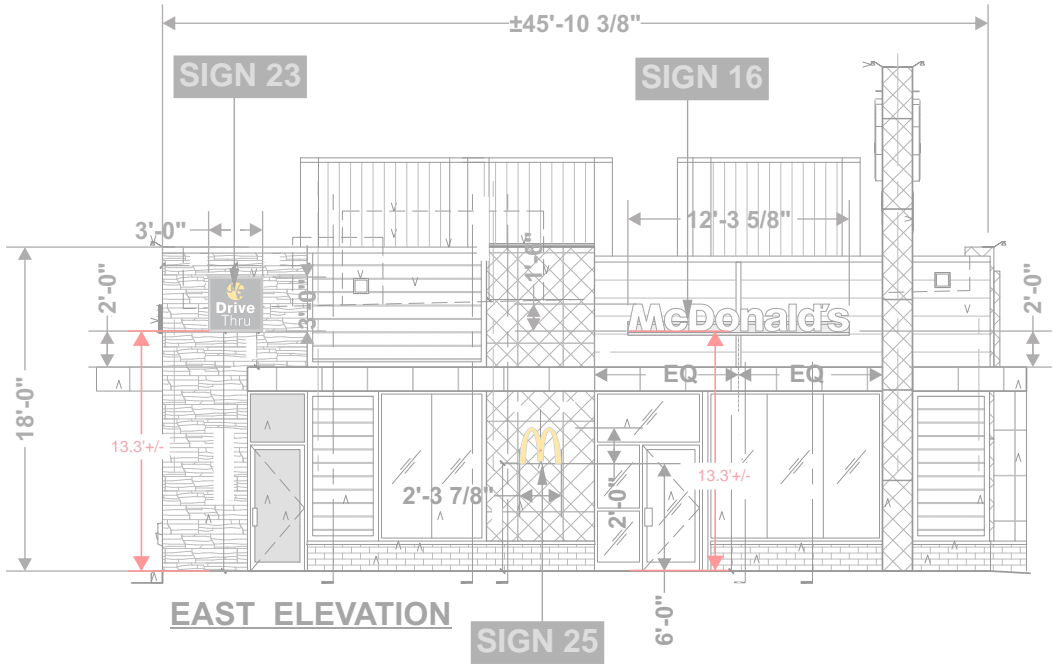 ±45'-10 3/8"
SIGN 23
SIGN 16
12'-3 5/8"
3'-0"
2'-0"
3'-0"
Drive
Thru
McDonald's
2'-0"
18'-0"
EQ
EQ
13.3'+/-
13.3'+/-
2'-3 7/8"
2'-0"
6'-0"
EAST ELEVATION
SIGN 25